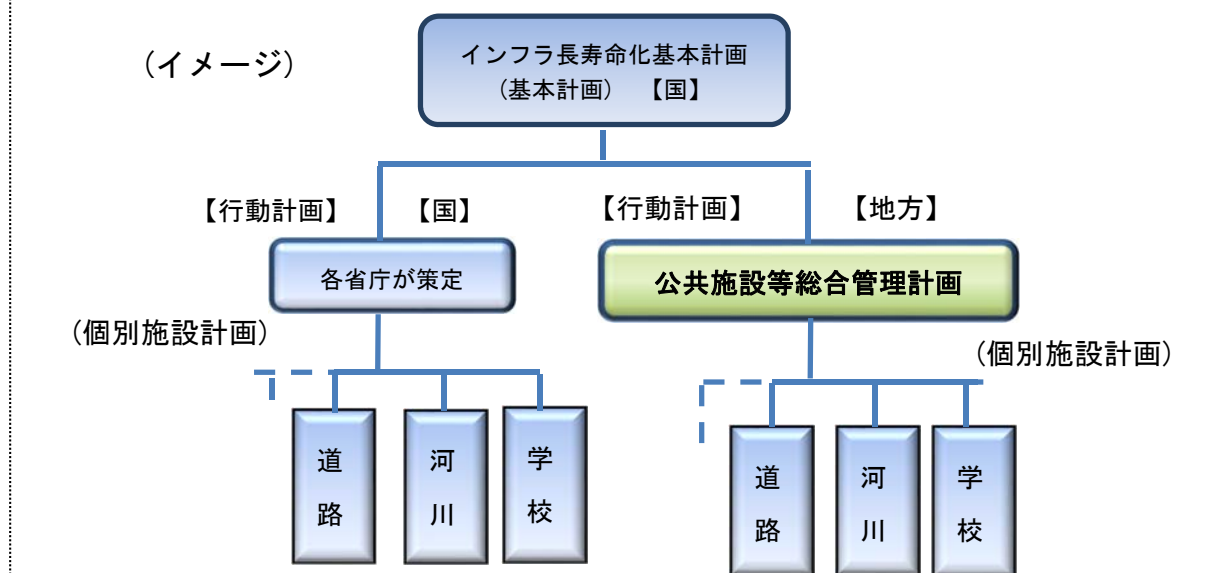 （イメージ）
インフラ長寿命化基本計画
（基本計画）　【国】
【行動計画】　【国】
【行動計画】　【地方】
各省庁が策定
公共施設等総合管理計画
（個別施設計画）
（個別施設計画）
道路
河川
学校
道路
河川
学校